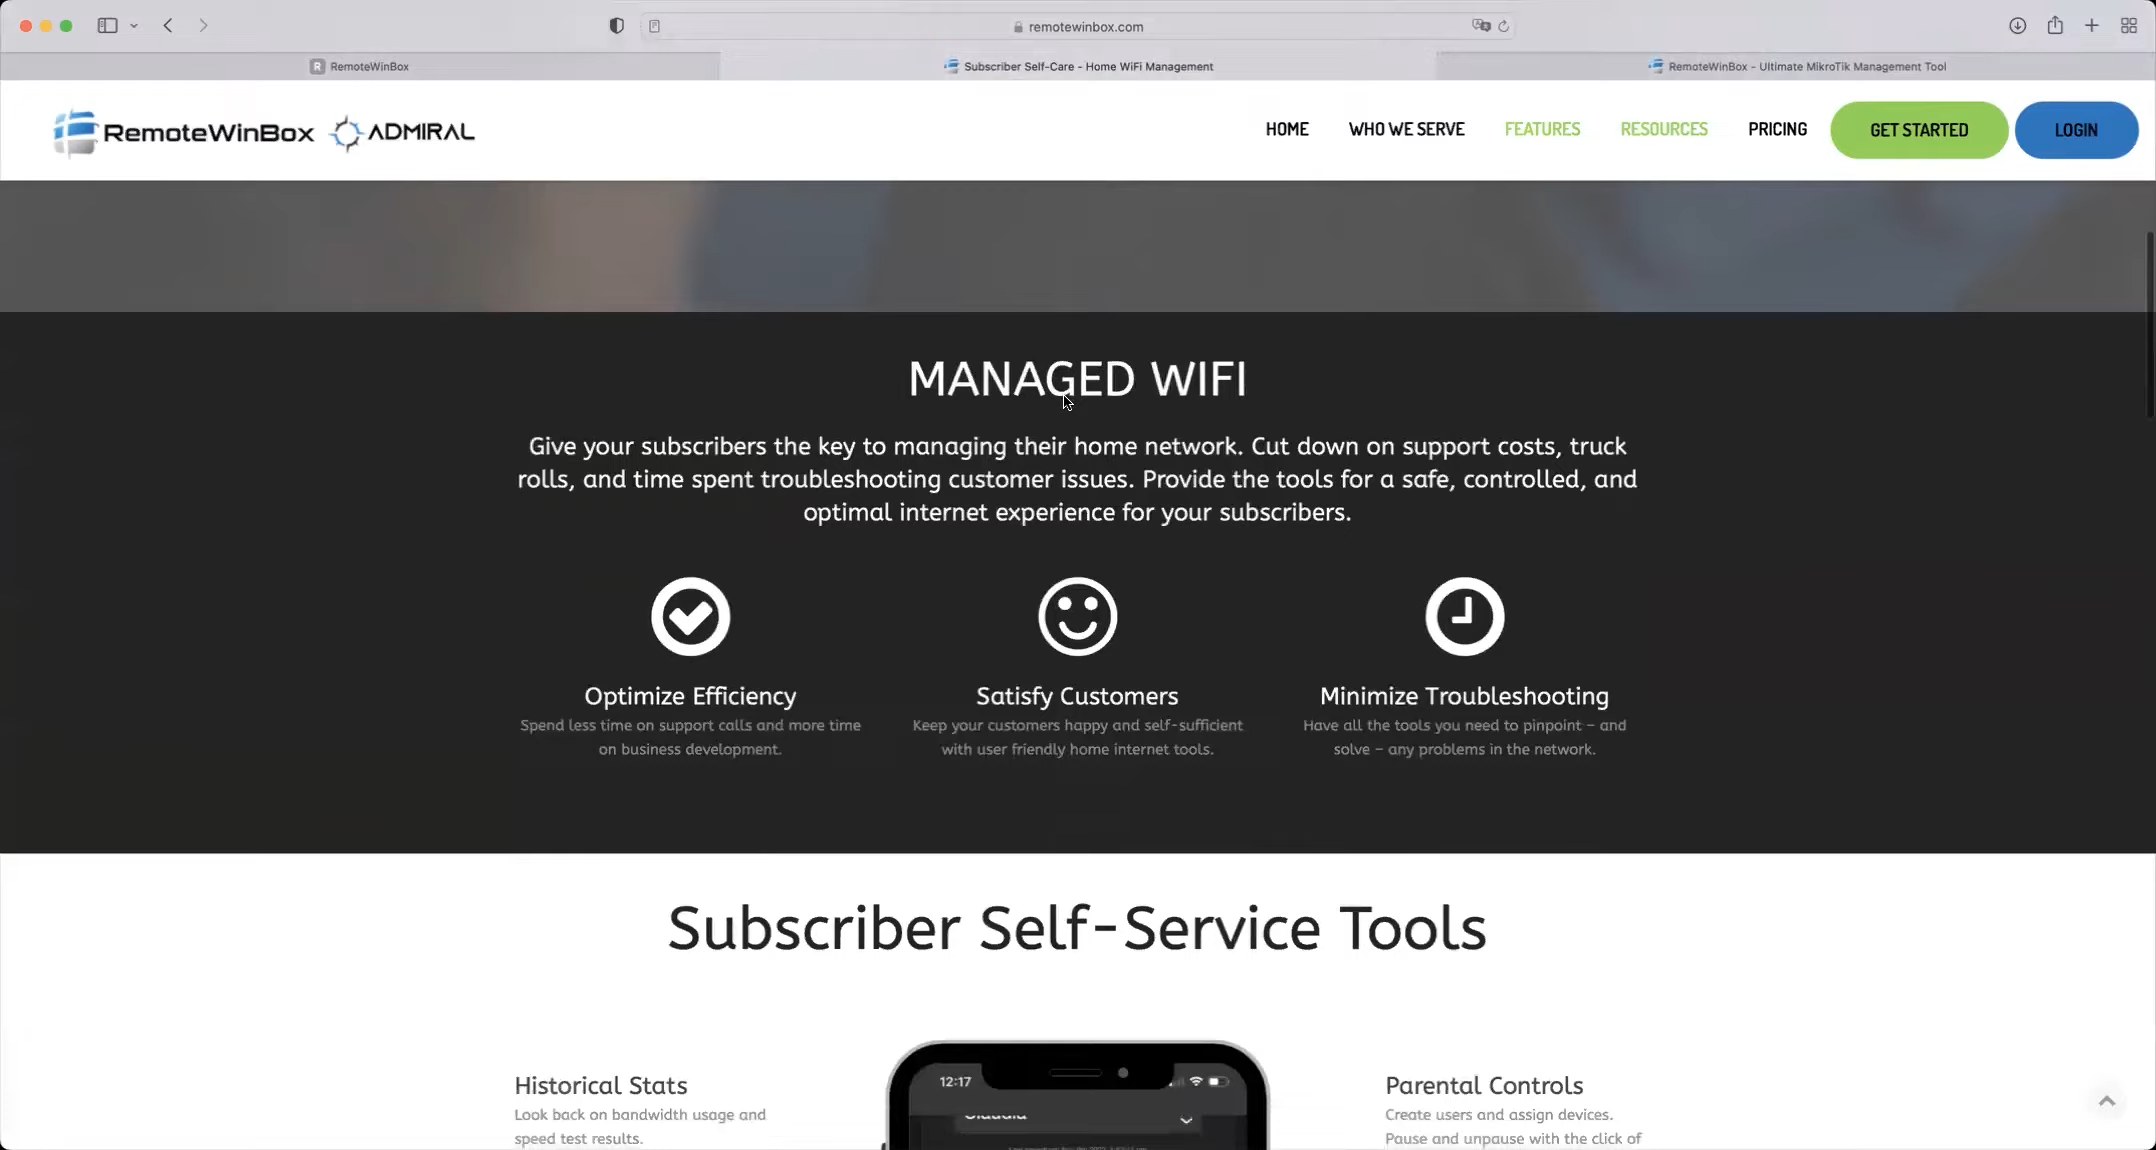 remotewinbox.com
R RemoteWinBox
Subscriber Self-Care - Home WiFi Management
RemoteWinBox - Ultimate MikroTik Management Tool
RemoteWinBox ADMIRAL
HOME WHO WE SERVE FEATURES RESOURCES PRICING GET STARTED LOGIN
MANAGED WIFI
Give your subscribers the key to managing their home network. Cut down on support costs, truck
rolls, and time spent troubleshooting customer issues. Provide the tools for a safe, controlled, and
optimal internet experience for your subscribers.
Optimize Efficiency
Spend less time on support calls and more time
on business development.
Satisfy Customers
Keep your customers happy and self-sufficient
with user friendly home internet tools.
Minimize Troubleshooting
Have all the tools you need to pinpoint – and
solve – any problems in the network.
Subscriber Self-Service Tools
Historical Stats
Look back on bandwidth usage and
speed test results.
12:17
Parental Controls
Create users and assign devices.
Pause and unpause with the click of